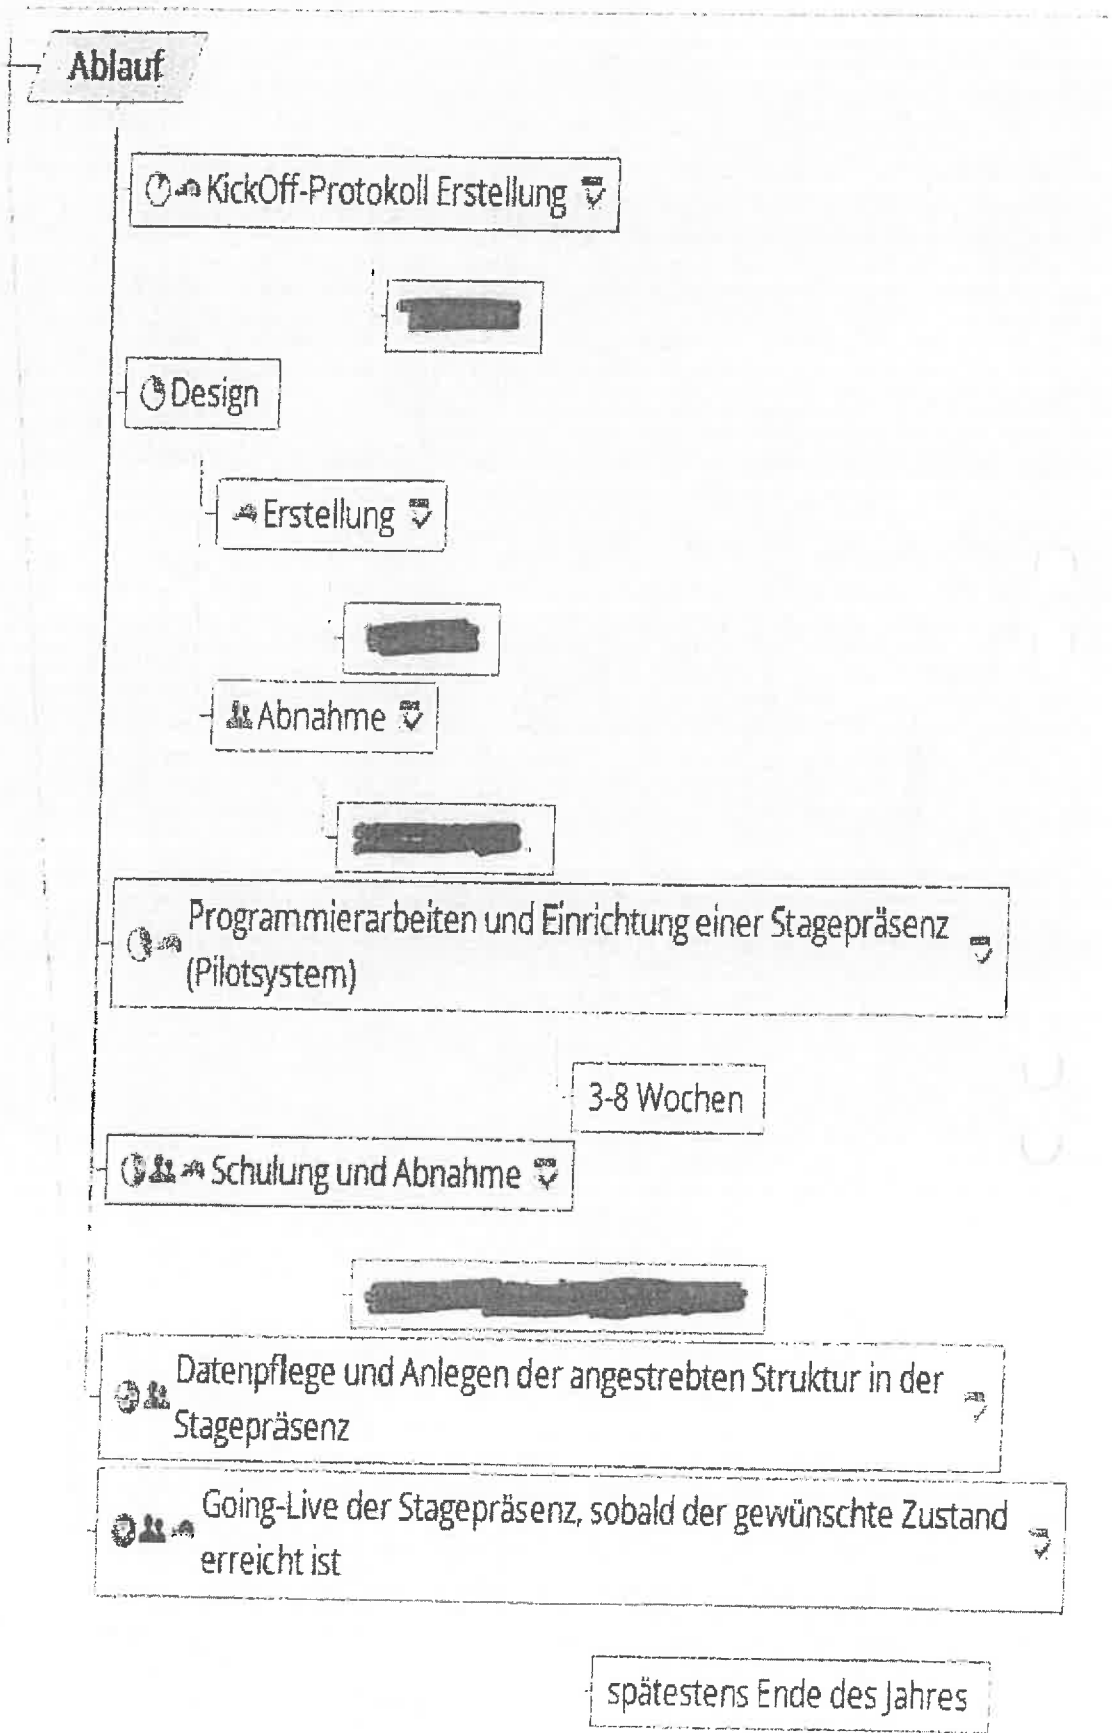 Ablauf
KickOff-Protokoll Erstellung
Design
Erstellung
Abnahme
Programmierarbeiten und Einrichtung einer Stagepräsenz
(Pilotsystem)
3-8 Wochen
Schulung und Abnahme
Datenpflege und Anlegen der angestrebten Struktur in der
Stagepräsenz
Going-Live der Stagepräsenz, sobald der gewünschte Zustand
erreicht ist
spätestens Ende des Jahres